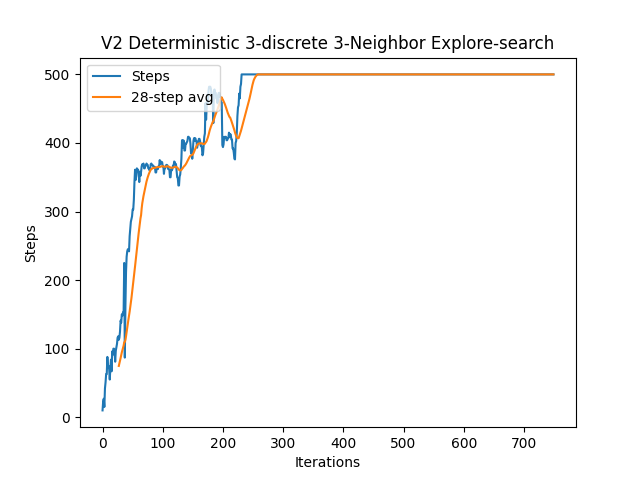 V2 Deterministic 3-discrete 3-Neighbor Explore-search
Steps
28-step avg
500
400
300
200
100
0
Steps
0 100 200 300 400 500 600 700
Iterations